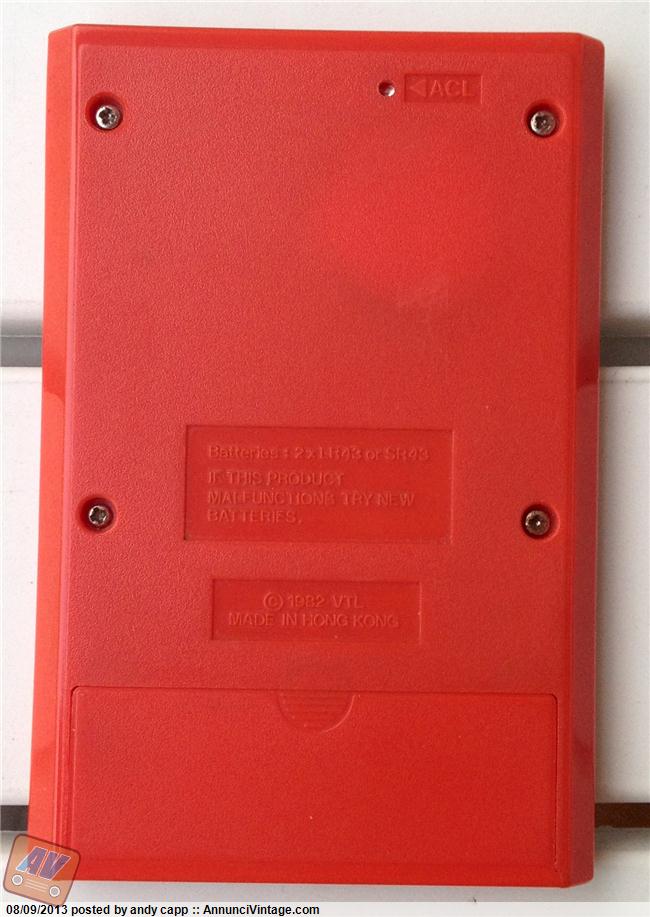 ◁ACL
Batteries : 2 x LR43 or SR43
IF THIS PRODUCT
MALFUNCTIONS TRY NEW
BATTERIES.
© 1982 VTL
MADE IN HONG KONG
AV
08/09/2013 posted by andy capp :: AnnunciVintage.com